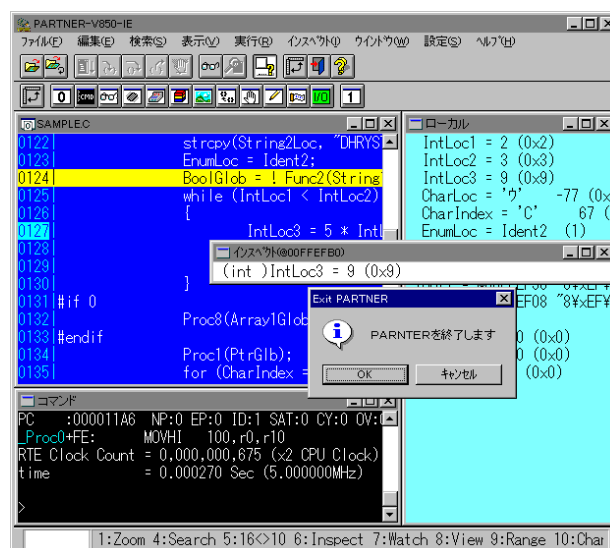 PARTNER-V850-IE
ファイル(F) 編集(E) 検索(S) 表示(V) 実行(R) インスペクト(I) ウインドウ(W) 設定(S) ヘルプ(H)
SAMPLE.C
0122| strcpy(String2Loc, "DHRYS
0123| EnumLoc = Ident2;
0124| BoolGlob = ! Func2(String
0125| while (IntLoc1 < IntLoc2)
0126| {
0127 IntLoc3 = 5 * Intl
0128|
0129|
0130| }
0131|#if 0
0132| Proc8(Array1Glob
0133|#endif
0134| Proc1(PtrGlb);
0135| for (CharIndex =
ローカル
IntLoc1 = 2 (0x2)
IntLoc2 = 3 (0x3)
IntLoc3 = 9 (0x9)
CharLoc = 'ウ' -77 (0x
CharIndex = 'C' 67 (
EnumLoc = Ident2 (1)
EF08 "8¥xEF¥
0 (0x0)
0 (0x0)
(0x0)
インスペクト(@00FFEFB0)
(int )IntLoc3 = 9 (0x9)
Exit PARTNER
PARNTERを終了します
OK キャンセル
コマンド
PC :000011A6 NP:0 EP:0 ID:1 SAT:0 CY:0 OV:0
_Proc0+FE: MOVHI 100,r0,r10
RTE Clock Count = 0,000,000,675 (x2 CPU Clock)
time = 0.000270 Sec (5.000000MHz)
>
1:Zoom 4:Search 5:16<>10 6:Inspect 7:Watch 8:View 9:Range 10:Char